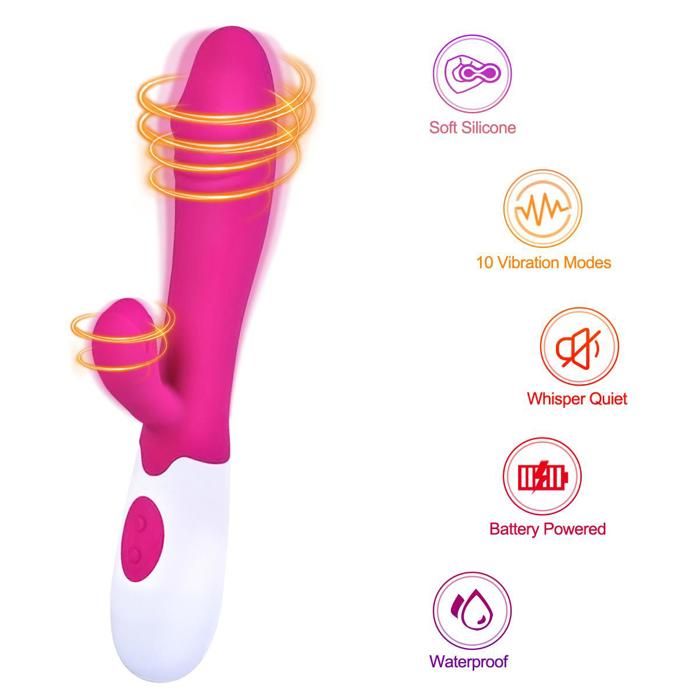 Soft Silicone
10 Vibration Modes
Whisper Quiet
Battery Powered
Waterproof